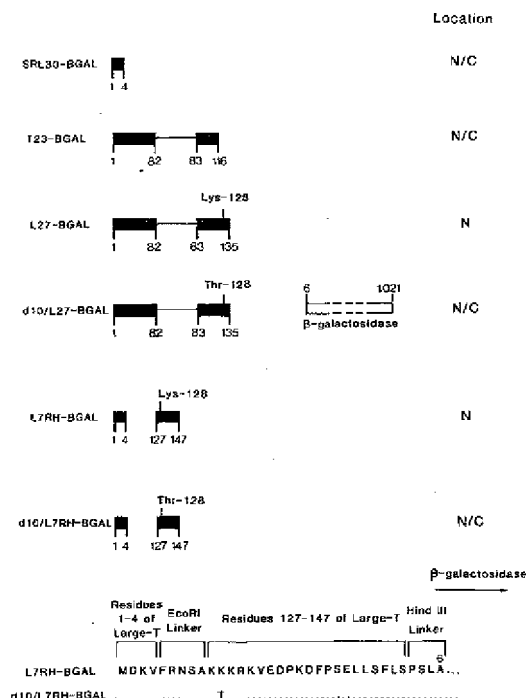 Location
SRL30-BGAL N/C
1 4
T23-BGAL N/C
1 82 83 116
Lys-128
L27-BGAL N
1 82 83 135
Thr-128 6 1021
d10/L27-BGAL N/C
β-galactosidase
1 82 83 135
Lys-128
L7RH-BGAL N
1 4 127 147
Thr-128
d10/L7RH-BGAL N/C
1 4 127 147
β-galactosidase
Residues 1-4 of Large-T EcoRI Linker Residues 127-147 of Large-T Hind III Linker
6
L7RH-BGAL MDKVFRNSAKKKRKVEDPKDFPSELLSFLSPSLA...
d10/L7RH-BGAL T